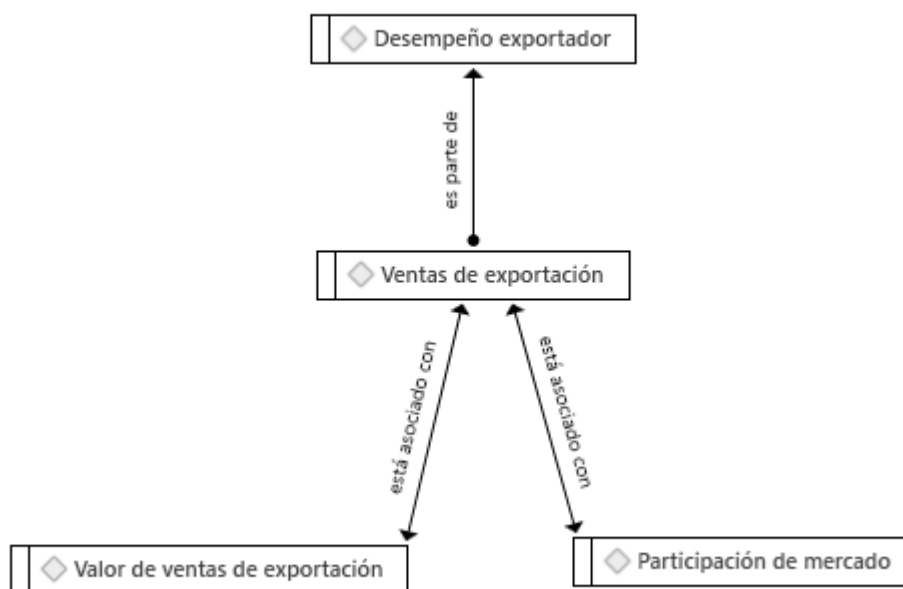 Desempeño exportador
es parte de
Ventas de exportación
está asociado con
está asociado con
Valor de ventas de exportación
Participación de mercado